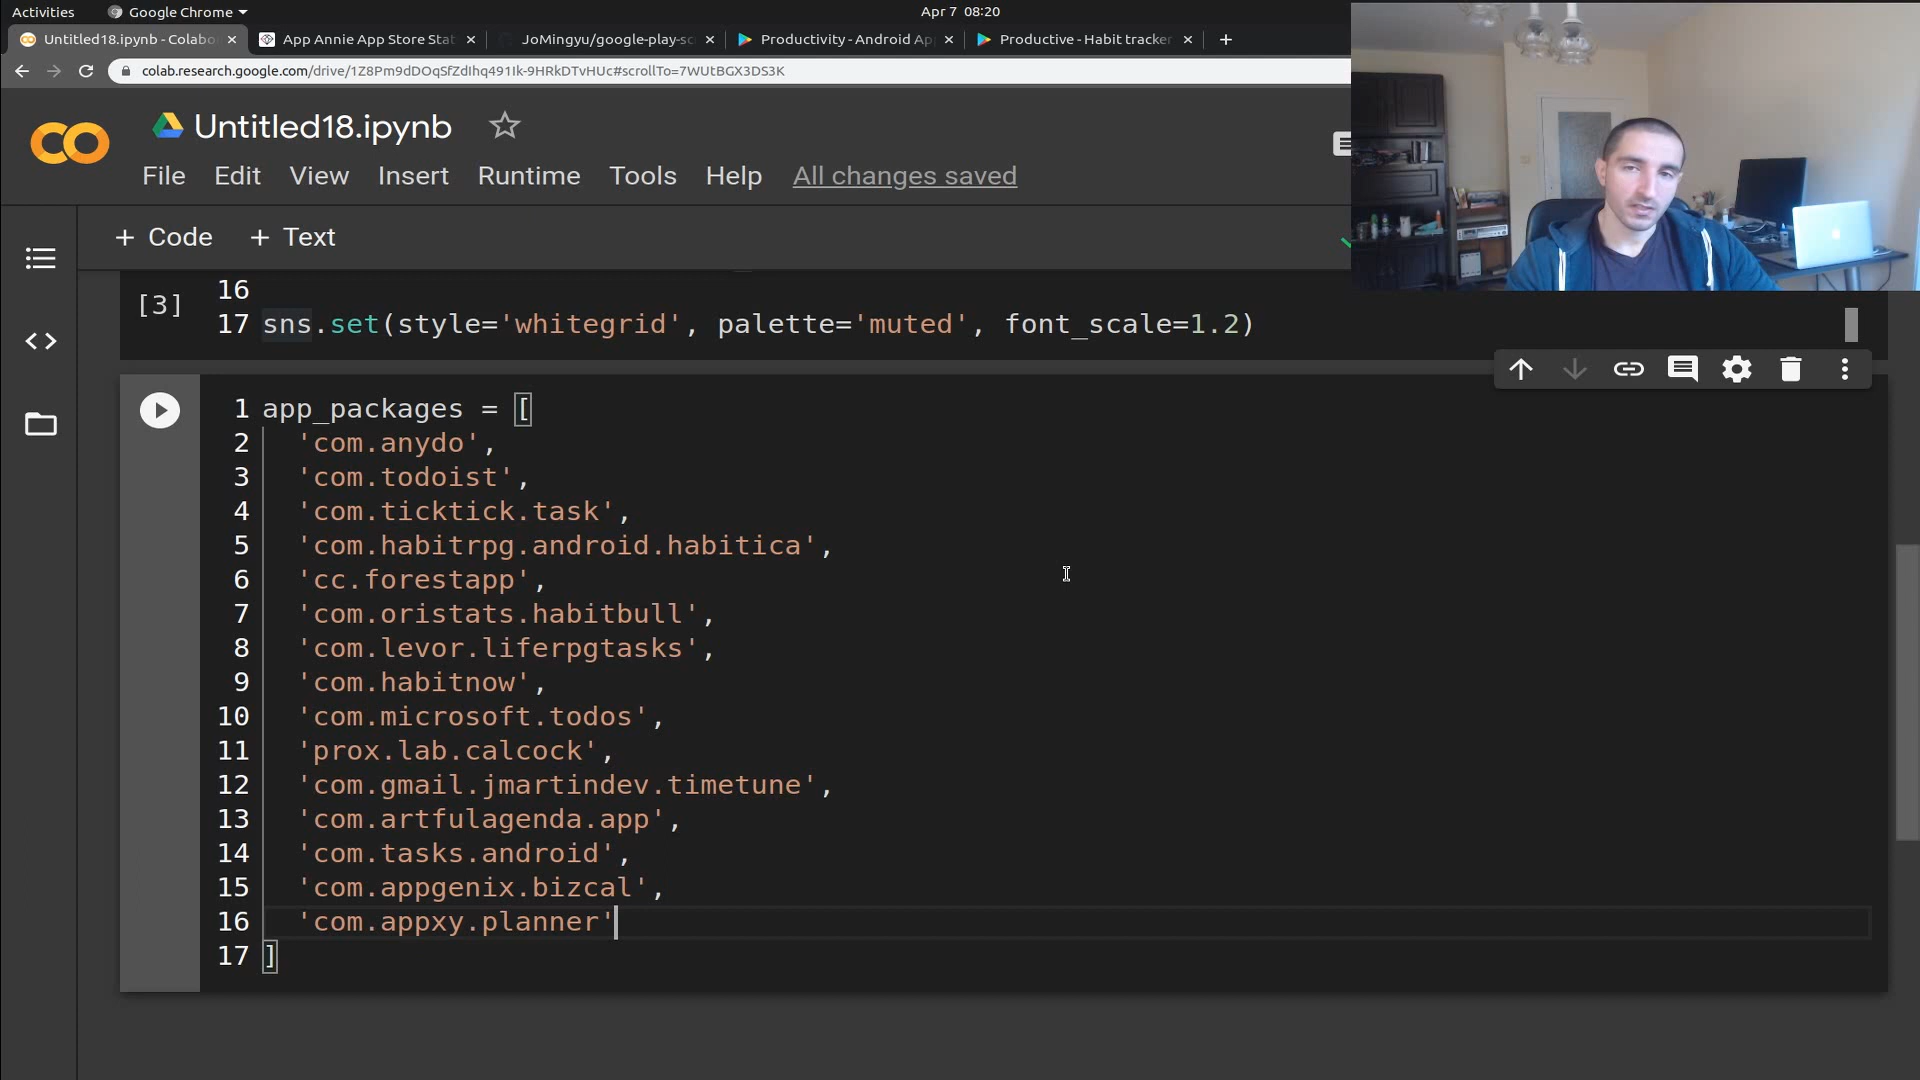 Activities
Google Chrome
Apr 7 08:20
Untitled18.ipynb - Colabo
App Annie App Store Stat
JoMingyu/google-play-sc
Productivity - Android Ap
Productive - Habit tracker
colab.research.google.com/drive/1Z8Pm9dDOqSfZdIhq491Ik-9HRkDTvHUc#scrollTo=7WUtBGX3DS3K
CO
Untitled18.ipynb
File Edit View Insert Runtime Tools Help All changes saved
+ Code + Text
[3]
16
17 sns.set(style='whitegrid', palette='muted', font_scale=1.2)
1 app_packages = [
2 'com.anydo',
3 'com.todoist',
4 'com.ticktick.task',
5 'com.habitrpg.android.habitica',
6 'cc.forestapp',
7 'com.oristats.habitbull',
8 'com.levor.liferpgtasks',
9 'com.habitnow',
10 'com.microsoft.todos',
11 'prox.lab.calcock',
12 'com.gmail.jmartindev.timetune',
13 'com.artfulagenda.app',
14 'com.tasks.android',
15 'com.appgenix.bizcal',
16 'com.appxy.planner'
17 ]